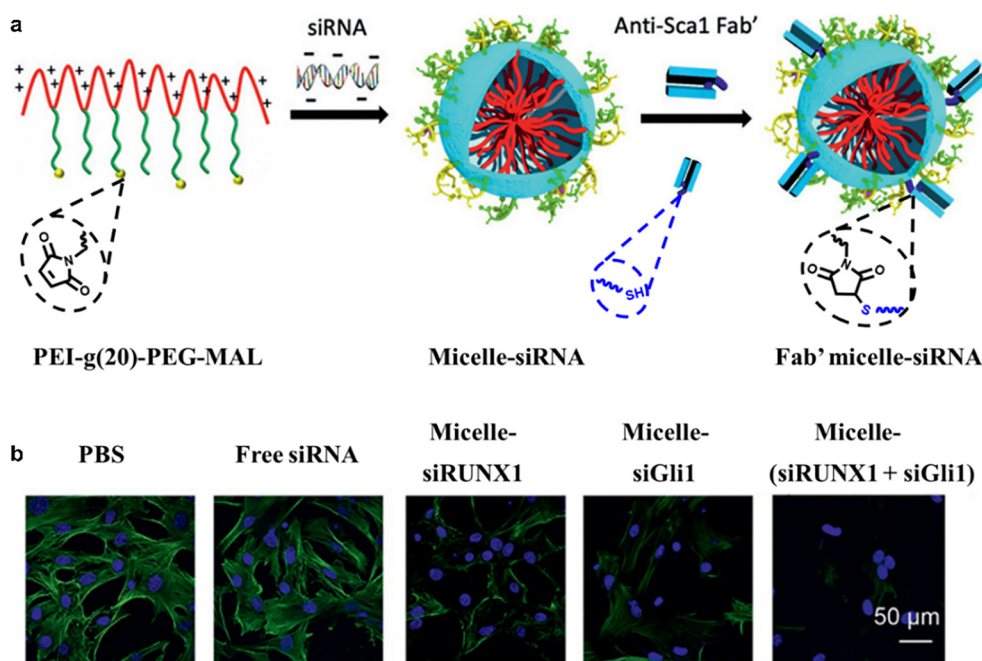 a
siRNA
Anti-Sca1 Fab’
N
O
O
SH
N
O
O
S
PEI-g(20)-PEG-MAL
Micelle-siRNA
Fab’ micelle-siRNA
b
PBS
Free siRNA
Micelle-
siRUNX1
Micelle-
siGli1
Micelle-
(siRUNX1 + siGli1)
50 μm